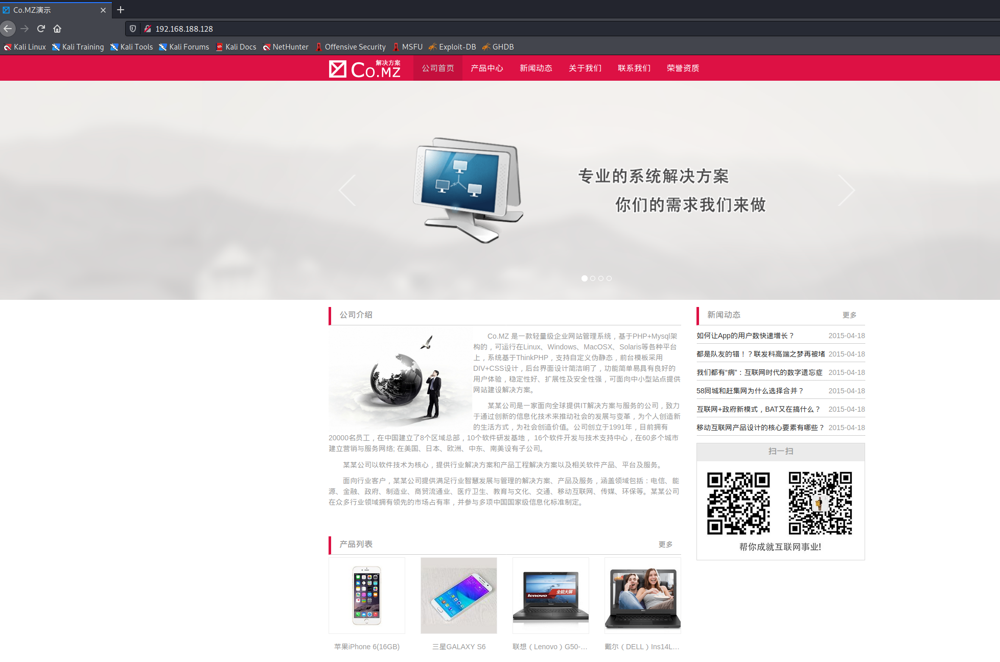 Co.MZ演示
192.168.188.128
Kali Linux Kali Training Kali Tools Kali Forums Kali Docs NetHunter Offensive Security MSFU Exploit-DB GHDB
解决方案
Co.MZ
公司首页 产品中心 新闻动态 关于我们 联系我们 荣誉资质
专业的系统解决方案
你们的需求我们来做
公司介绍
Co.MZ 是一款轻量级企业网站管理系统，基于PHP+Mysql架
构的，可运行在Linux、Windows、MacOSX、Solaris等各种平台
上，系统基于ThinkPHP，支持自定义伪静态，前台模板采用
DIV+CSS设计，后台界面设计简洁明了，功能简单易具有良好的
用户体验，稳定性好、扩展性及安全性强，可面向中小型站点提供
网站建设解决方案。
某某公司是一家面向全球提供IT解决方案与服务的公司，致力
于通过创新的信息化技术来推动社会的发展与变革，为个人创造新
的生活方式，为社会创造价值。公司创立于1991年，目前拥有
20000名员工，在中国建立了8个区域总部，10个软件研发基地， 16个软件开发与技术支持中心，在60多个城市
建立营销与服务网络; 在美国、日本、欧洲、中东、南美设有子公司。
某某公司以软件技术为核心，提供行业解决方案和产品工程解决方案以及相关软件产品、平台及服务。
面向行业客户，某某公司提供满足行业智慧发展与管理的解决方案、产品及服务，涵盖领域包括：电信、能
源、金融、政府、制造业、商贸流通业、医疗卫生、教育与文化、交通、移动互联网、传媒、环保等。某某公司
在众多行业领域拥有领先的市场占有率，并参与多项中国国家级信息化标准制定。
新闻动态 更多
如何让App的用户数快速增长？ 2015-04-18
都是队友的错！？联发科高端之梦再被堵 2015-04-18
我们都有“病”：互联网时代的数字遗忘症 2015-04-18
58同城和赶集网为什么选择合并？ 2015-04-18
互联网+政府新模式，BAT又在搞什么？ 2015-04-18
移动互联网产品设计的核心要素有哪些？ 2015-04-18
扫一扫
帮你成就互联网事业!
产品列表 更多
全能大屏
lenovo
苹果iPhone 6(16GB) 三星GALAXY S6 联想（Lenovo）G50-... 戴尔（DELL）Ins14L...